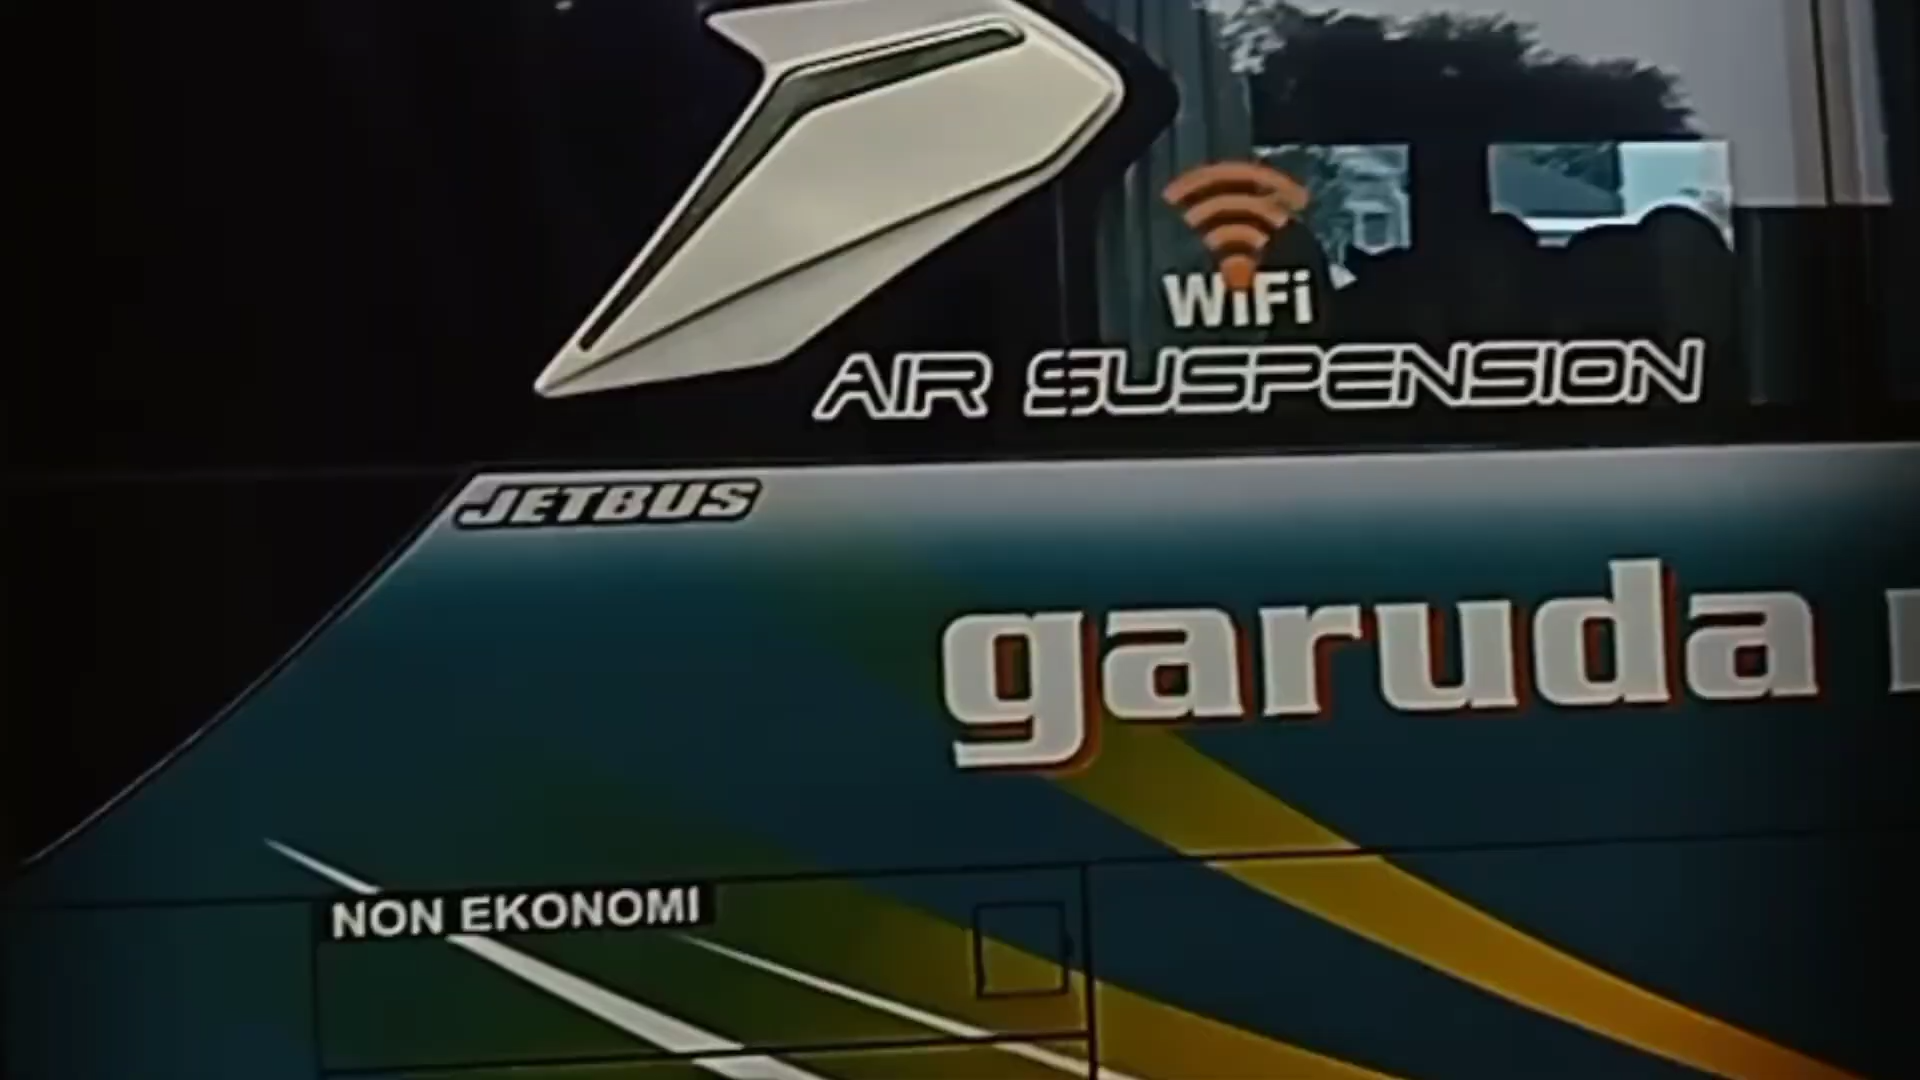 WiFi
AIR SUSPENSION
JETBUS
garuda
NON EKONOMI